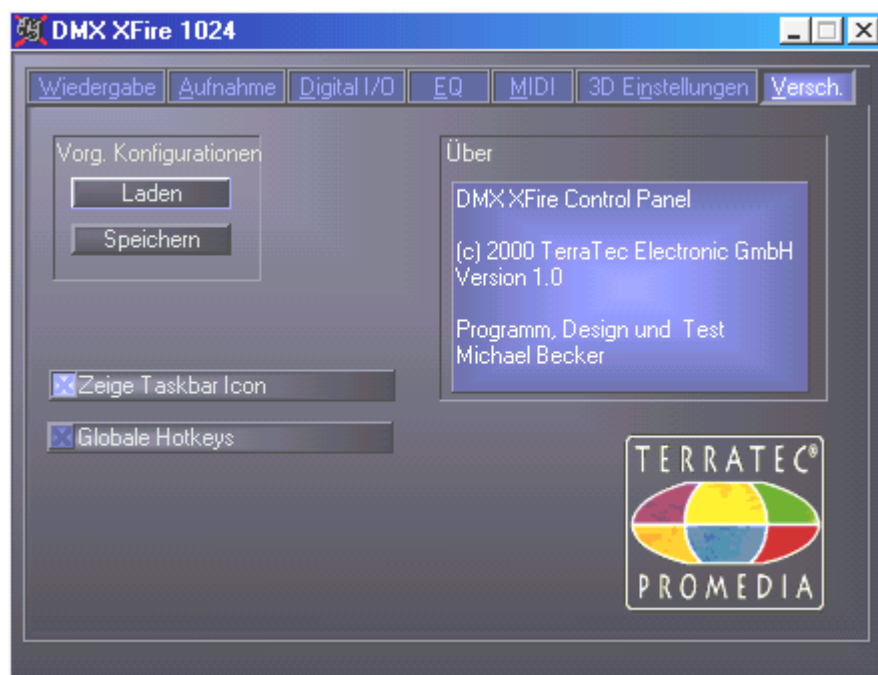 DMX XFire 1024
Wiedergabe Aufnahme Digital I/O EQ MIDI 3D Einstellungen Versch.
Vorg. Konfigurationen
Laden
Speichern
Über
DMX XFire Control Panel
(c) 2000 TerraTec Electronic GmbH
Version 1.0
Programm, Design und Test
Michael Becker
Zeige Taskbar Icon
Globale Hotkeys
TERRATEC®
PROMEDIA